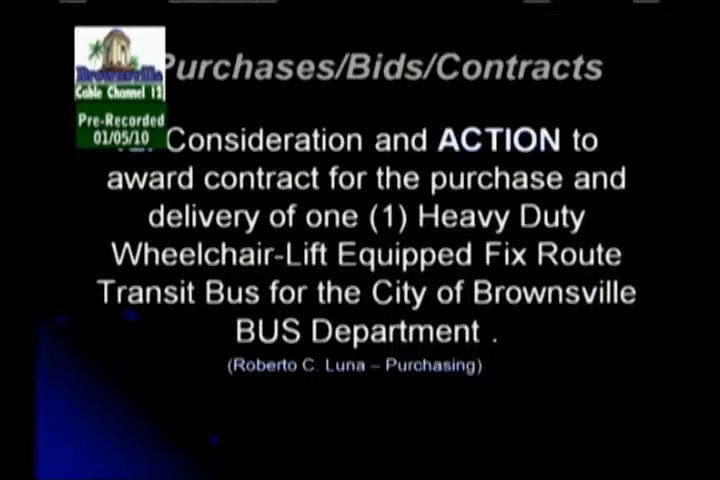 Purchases/Bids/Contracts
Brownsville
Cable Channel 12
Pre-Recorded
01/05/10
Consideration and ACTION to
award contract for the purchase and
delivery of one (1) Heavy Duty
Wheelchair-Lift Equipped Fix Route
Transit Bus for the City of Brownsville
BUS Department .
(Roberto C. Luna – Purchasing)